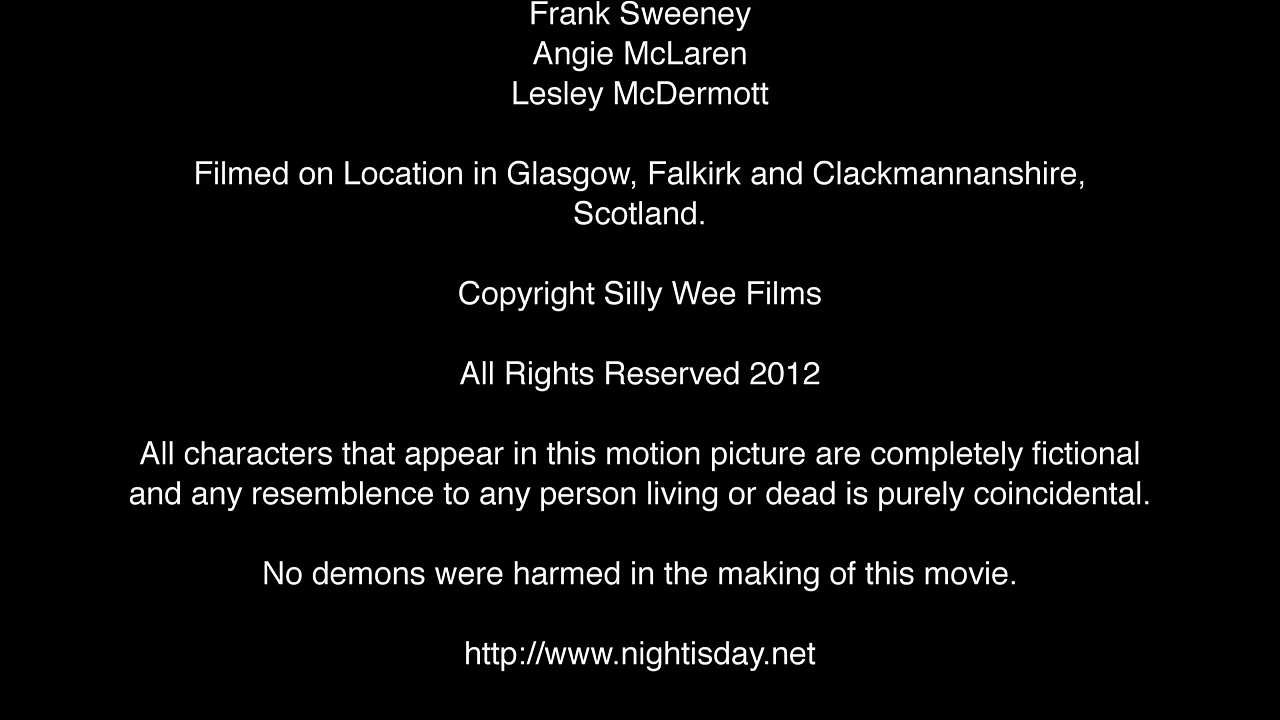 Frank Sweeney
Angie McLaren
Lesley McDermott
Filmed on Location in Glasgow, Falkirk and Clackmannanshire,
Scotland.
Copyright Silly Wee Films
All Rights Reserved 2012
All characters that appear in this motion picture are completely fictional
and any resemblence to any person living or dead is purely coincidental.
No demons were harmed in the making of this movie.
http://www.nightisday.net